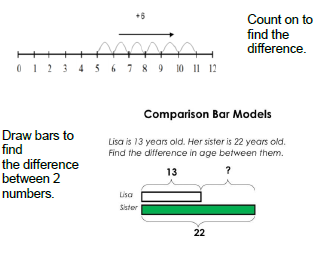 +6
Count on to
find the
difference.
0 1 2 3 4 5 6 7 8 9 10 11 12
Comparison Bar Models
Draw bars to
find
the difference
between 2
numbers.
Lisa is 13 years old. Her sister is 22 years old.
Find the difference in age between them.
13 ?
Lisa
Sister
22